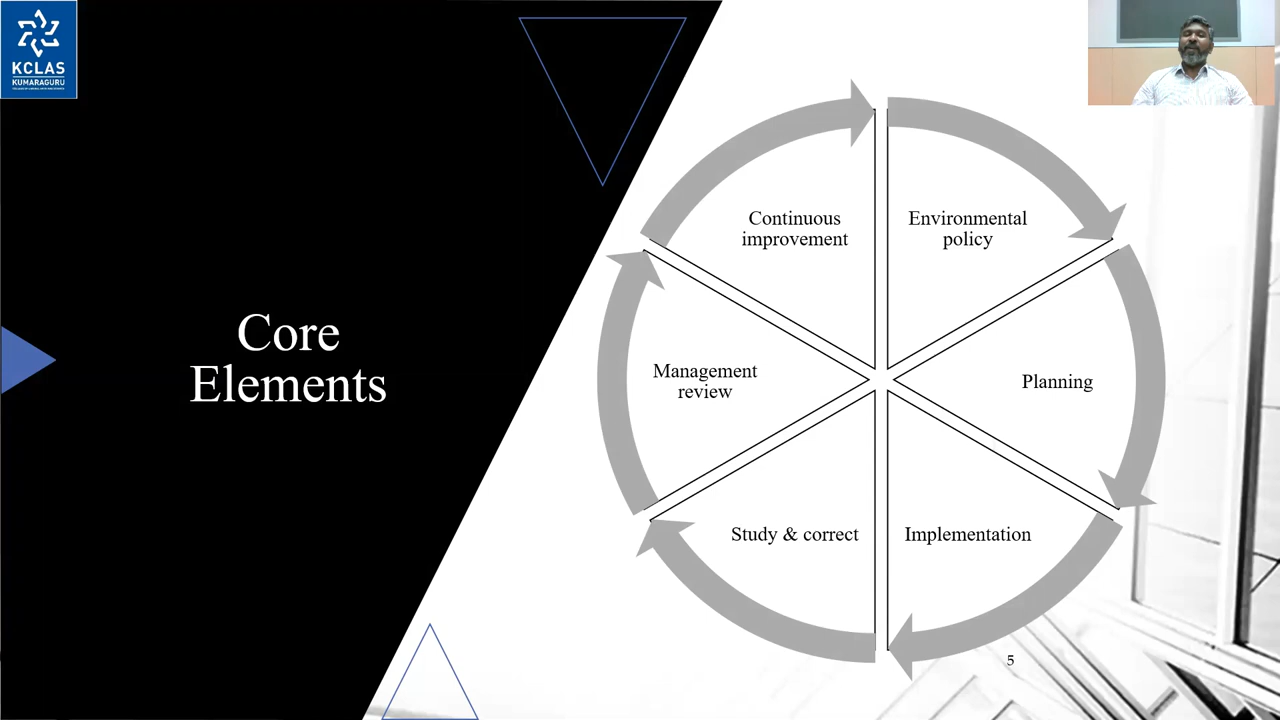 KCLAS
KUMARAGURU
Core
Elements
Continuous
improvement
Environmental
policy
Management
review
Planning
Study & correct
Implementation
5